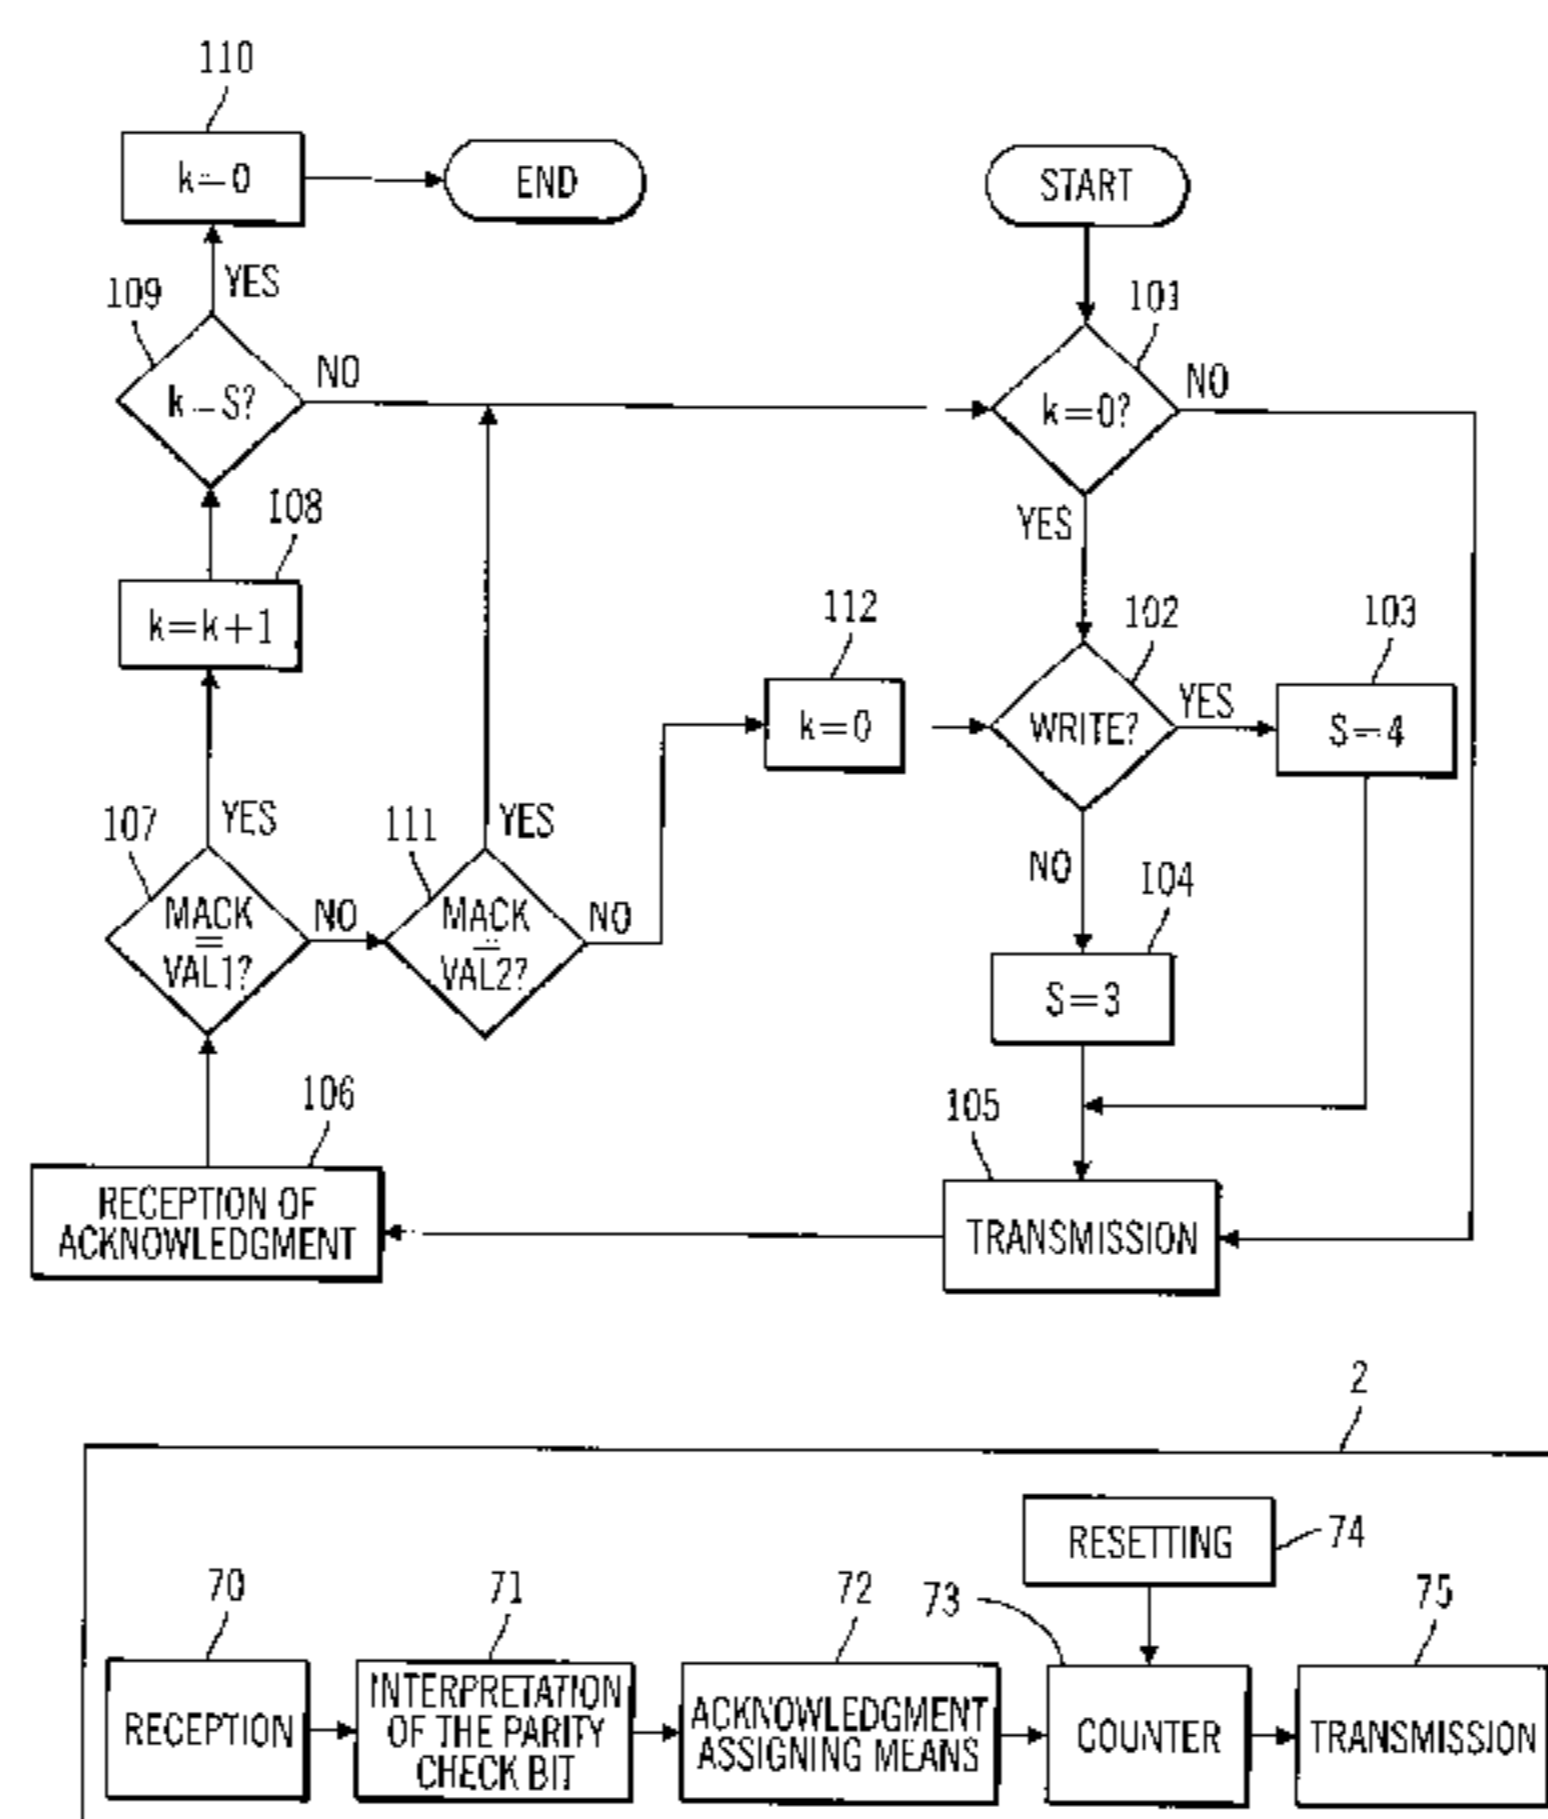 110
k=0
END
START
109
YES
101
k=S?
NO
k=0?
NO
108
YES
k=k+1
112
102
103
k=0
WRITE?
YES
S=4
107
YES
111
YES
NO
104
MACK
=
VAL1?
NO
MACK
=
VAL2?
NO
S=3
106
105
RECEPTION OF
ACKNOWLEDGMENT
TRANSMISSION
2
RESETTING
74
70
71
72
73
75
RECEPTION
INTERPRETATION
OF THE PARITY
CHECK BIT
ACKNOWLEDGMENT
ASSIGNING MEANS
COUNTER
TRANSMISSION